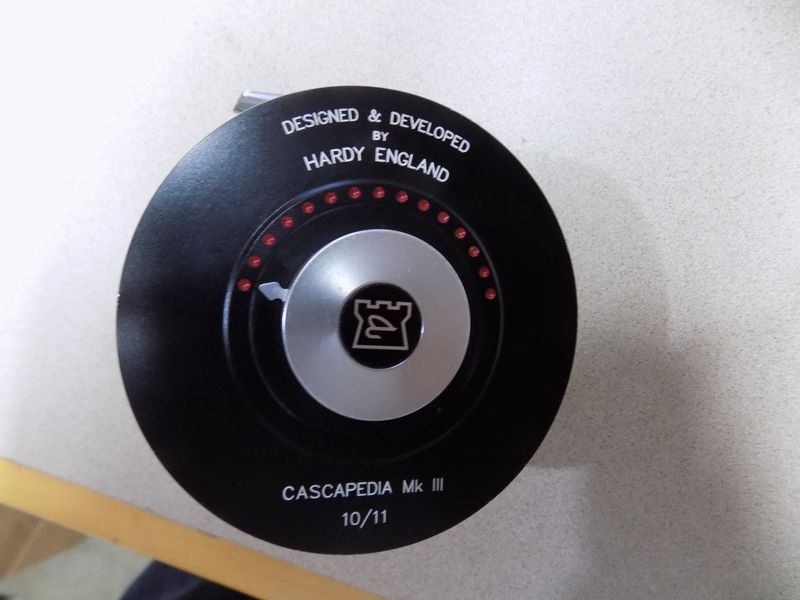 DESIGNED & DEVELOPED
BY
HARDY ENGLAND
CASCAPEDIA Mk III
10/11